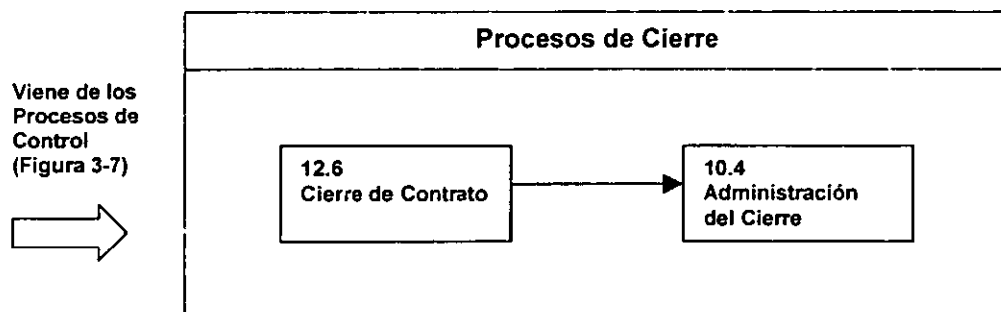 Procesos de Cierre
Viene de los
Procesos de
Control
(Figura 3-7)
12.6
Cierre de Contrato
10.4
Administración
del Cierre